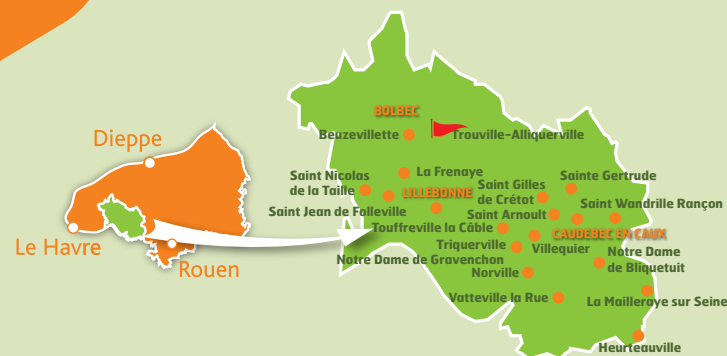 Dieppe
Le Havre
Rouen
BOLBEC
Beuzevillette
Trouville-Alliquerville
La Frenaye
Saint Nicolas
de la Taille
LILLEBONNE
Saint Jean de Folleville
Saint Gilles
de Crétot
Sainte Gertrude
Saint Wandrille Rançon
Saint Arnoult
Touffreville la Câble
CAUDEBEC EN CAUX
Triquerville
Villequier
Notre Dame de Gravenchon
Notre Dame
de Bliquetuit
Norville
Vatteville la Rue
La Mailleraye sur Seine
Heurteauville